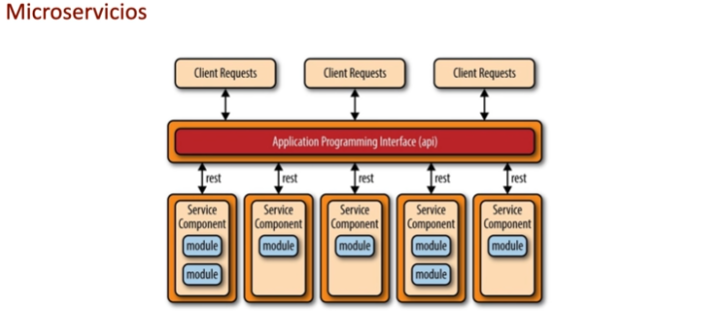 Microservicios
Client Requests
Client Requests
Client Requests
Application Programming Interface (api)
rest
rest
rest
rest
rest
Service
Component
module
module
Service
Component
module
Service
Component
module
Service
Component
module
module
Service
Component
module